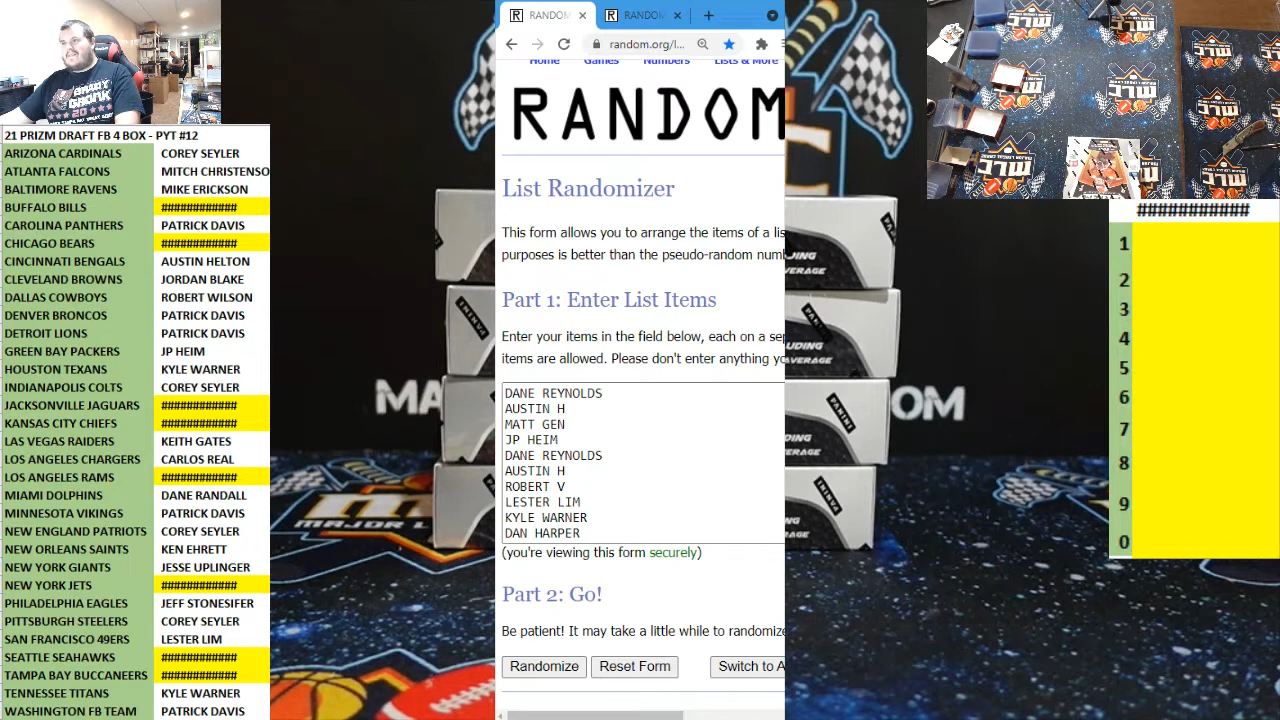 21 PRIZM DRAFT FB 4 BOX - PYT #12
ARIZONA CARDINALS COREY SEYLER
ATLANTA FALCONS MITCH CHRISTENSO
BALTIMORE RAVENS MIKE ERICKSON
BUFFALO BILLS ############
CAROLINA PANTHERS PATRICK DAVIS
CHICAGO BEARS ############
CINCINNATI BENGALS AUSTIN HELTON
CLEVELAND BROWNS JORDAN BLAKE
DALLAS COWBOYS ROBERT WILSON
DENVER BRONCOS PATRICK DAVIS
DETROIT LIONS PATRICK DAVIS
GREEN BAY PACKERS JP HEIM
HOUSTON TEXANS KYLE WARNER
INDIANAPOLIS COLTS COREY SEYLER
JACKSONVILLE JAGUARS ############
KANSAS CITY CHIEFS ############
LAS VEGAS RAIDERS KEITH GATES
LOS ANGELES CHARGERS CARLOS REAL
LOS ANGELES RAMS ############
MIAMI DOLPHINS DANE RANDALL
MINNESOTA VIKINGS PATRICK DAVIS
NEW ENGLAND PATRIOTS COREY SEYLER
NEW ORLEANS SAINTS KEN EHRETT
NEW YORK GIANTS JESSE UPLINGER
NEW YORK JETS ############
PHILADELPHIA EAGLES JEFF STONESIFER
PITTSBURGH STEELERS COREY SEYLER
SAN FRANCISCO 49ERS LESTER LIM
SEATTLE SEAHAWKS ############
TAMPA BAY BUCCANEERS ############
TENNESSEE TITANS KYLE WARNER
WASHINGTON FB TEAM PATRICK DAVIS
RANDOM
RANDOM
random.org/l...
Home Games Numbers Lists & More
RANDOM
List Randomizer
This form allows you to arrange the items of a lis
purposes is better than the pseudo-random num
Part 1: Enter List Items
Enter your items in the field below, each on a sep
items are allowed. Please don't enter anything yo
DANE REYNOLDS
AUSTIN H
MATT GEN
JP HEIM
DANE REYNOLDS
AUSTIN H
ROBERT V
LESTER LIM
KYLE WARNER
DAN HARPER
(you're viewing this form securely)
Part 2: Go!
Be patient! It may take a little while to randomize
Randomize Reset Form Switch to A
PANINI
PANINI
PANINI
PANINI
MA
OM
MAJOR L
###########
1
2
3
4
5
6
7
8
9
0